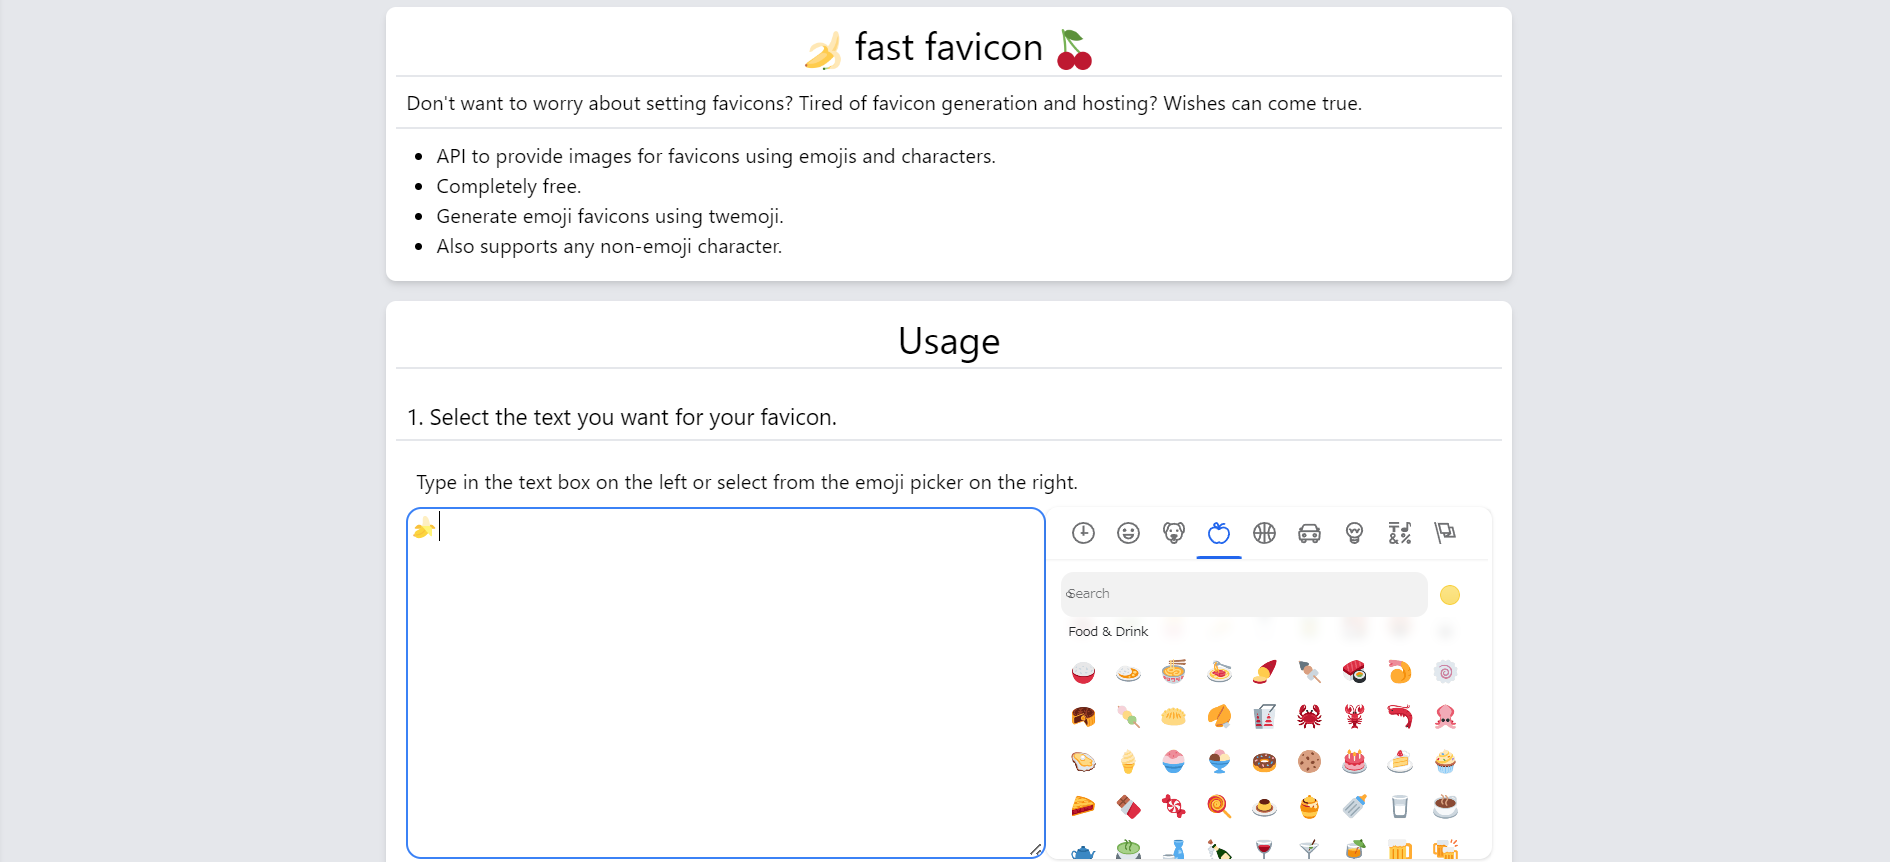 🍌 fast favicon 🍒
Don't want to worry about setting favicons? Tired of favicon generation and hosting? Wishes can come true.
• API to provide images for favicons using emojis and characters.
• Completely free.
• Generate emoji favicons using twemoji.
• Also supports any non-emoji character.
Usage
1. Select the text you want for your favicon.
Type in the text box on the left or select from the emoji picker on the right.
🍌
Search
Food & Drink